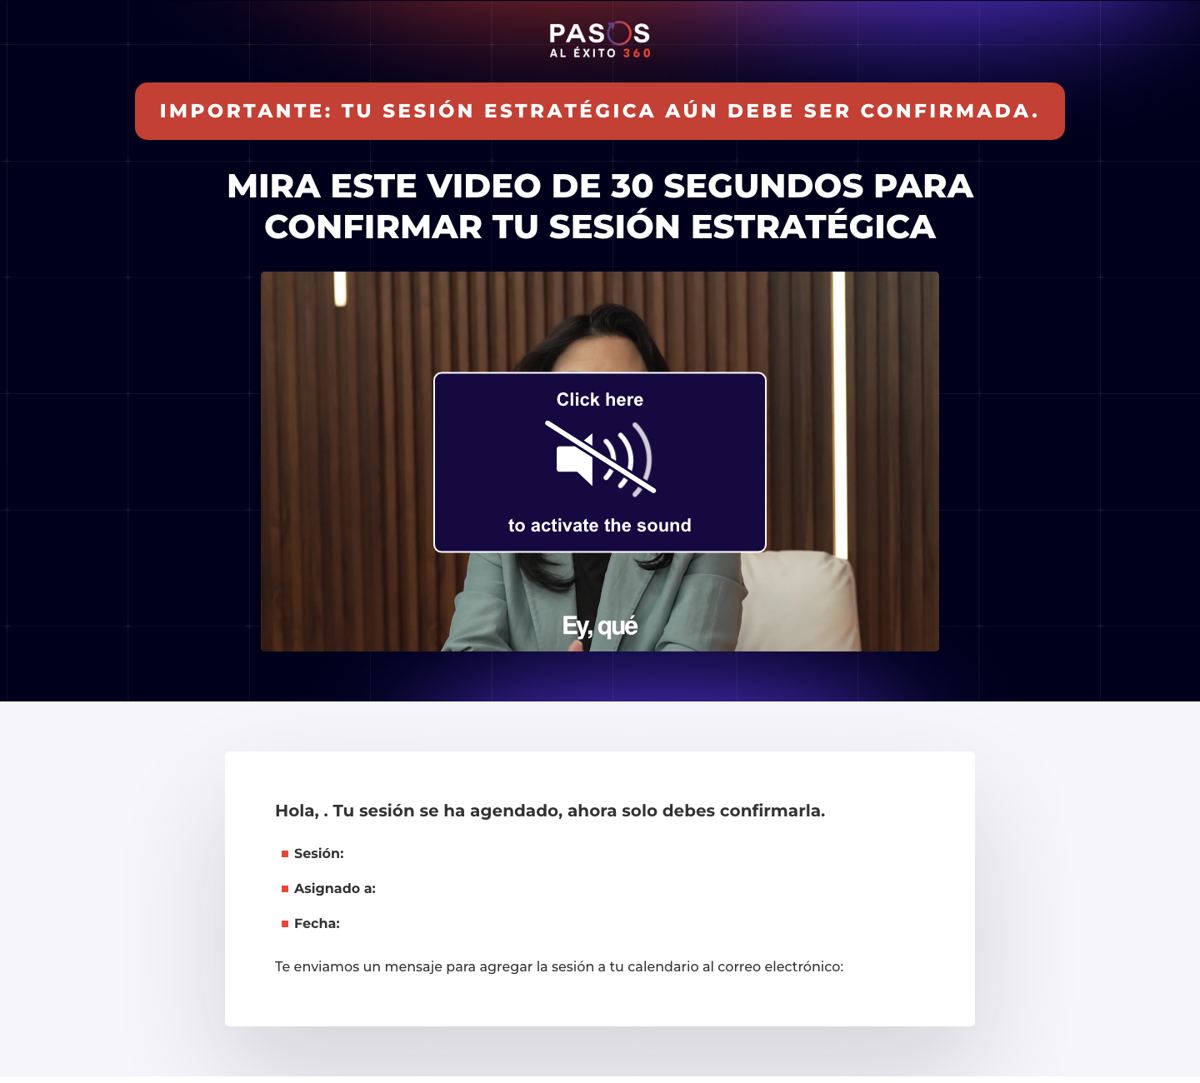 PASOS
AL ÉXITO 360
IMPORTANTE: TU SESIÓN ESTRATÉGICA AÚN DEBE SER CONFIRMADA.
MIRA ESTE VIDEO DE 30 SEGUNDOS PARA
CONFIRMAR TU SESIÓN ESTRATÉGICA
Click here
to activate the sound
Ey, qué
Hola, . Tu sesión se ha agendado, ahora solo debes confirmarla.
Sesión:
Asignado a:
Fecha:
Te enviamos un mensaje para agregar la sesión a tu calendario al correo electrónico: